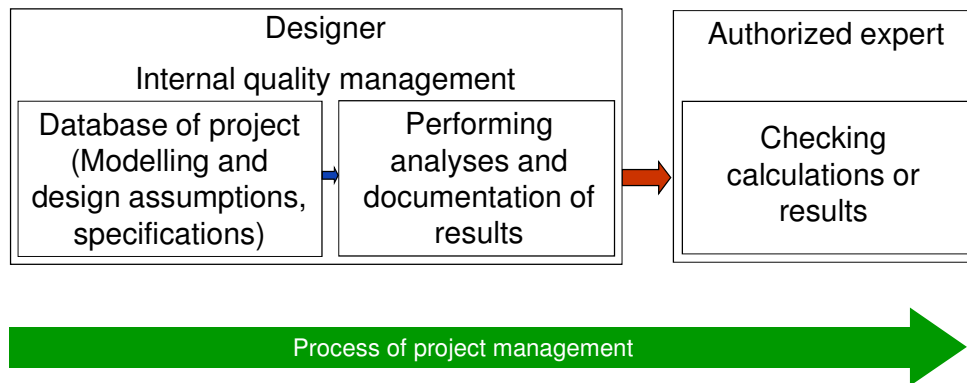 Designer
Internal quality management
Database of project
(Modelling and
design assumptions,
specifications)
Performing
analyses and
documentation of
results
Authorized expert
Checking
calculations or
results
Process of project management